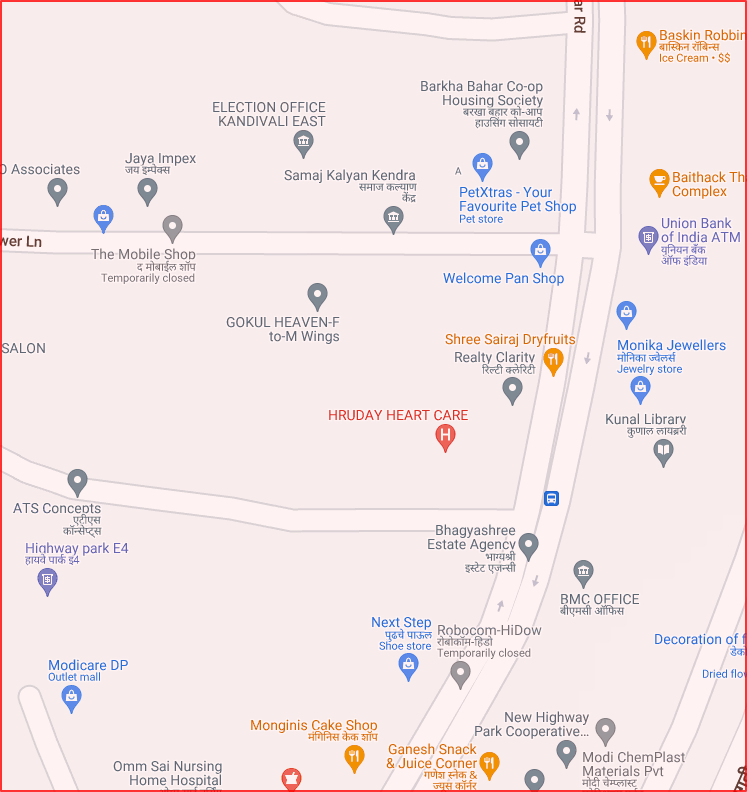 ar Rd
Baskin Robbin
बास्किन रॉबिन्स
Ice Cream • $$
Barkha Bahar Co-op
Housing Society
बरखा बहार को-आप
हाउसिंग सोसायटी
ELECTION OFFICE
KANDIVALI EAST
O Associates
Jaya Impex
जय इम्पेक्स
Samaj Kalyan Kendra
समाज कल्याण
केंद्र
A
PetXtras - Your
Favourite Pet Shop
Pet store
Baithack Th
Complex
Union Bank
of India ATM
यूनियन बैंक
ऑफ इंडिया
wer Ln
The Mobile Shop
द मोबाईल शॉप
Temporarily closed
Welcome Pan Shop
GOKUL HEAVEN-F
to-M Wings
SALON
Shree Sairaj Dryfruits
Realty Clarity
रिल्टी क्लेरिटी
Monika Jewellers
मोनिका ज्वैलर्स
Jewelry store
HRUDAY HEART CARE
Kunal Library
कुणाल लायब्ररी
ATS Concepts
एटीएस
कॉन्सेप्ट्स
Bhagyashree
Estate Agency
भाग्यश्री
इस्टेट एजन्सी
Highway park E4
हायवे पार्क इ4
BMC OFFICE
बीएमसी ऑफिस
Next Step
पुढचे पाऊल
Shoe store
Robocom-HiDow
रोबोकॉम-हिडो
Temporarily closed
Decoration of f
डेको
Dried flow
Modicare DP
Outlet mall
Monginis Cake Shop
मंगिनिस केक शॉप
New Highway
Park Cooperative...
Ganesh Snack
& Juice Corner
गणेश स्नेक &
ज्युस कॉर्नर
Modi ChemPlast
Materials Pvt
मोदी चेम्प्लास्ट
Omm Sai Nursing
Home Hospital